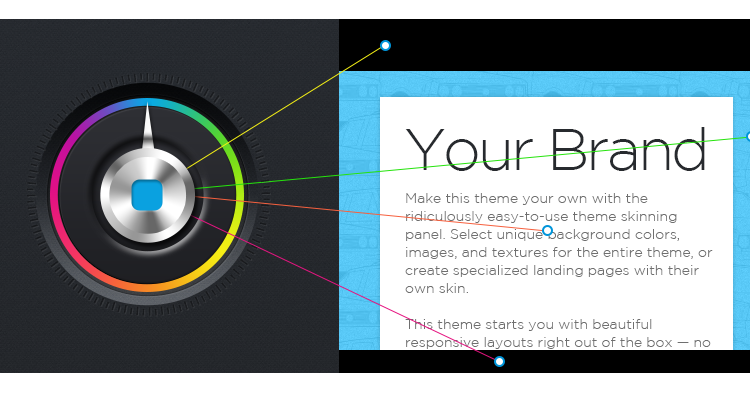 Your Brand
Make this theme your own with the
ridiculously easy-to-use theme skinning
panel. Select unique background colors,
images, and textures for the entire theme, or
create specialized landing pages with their
own skin.
This theme starts you with beautiful
responsive layouts right out of the box — no